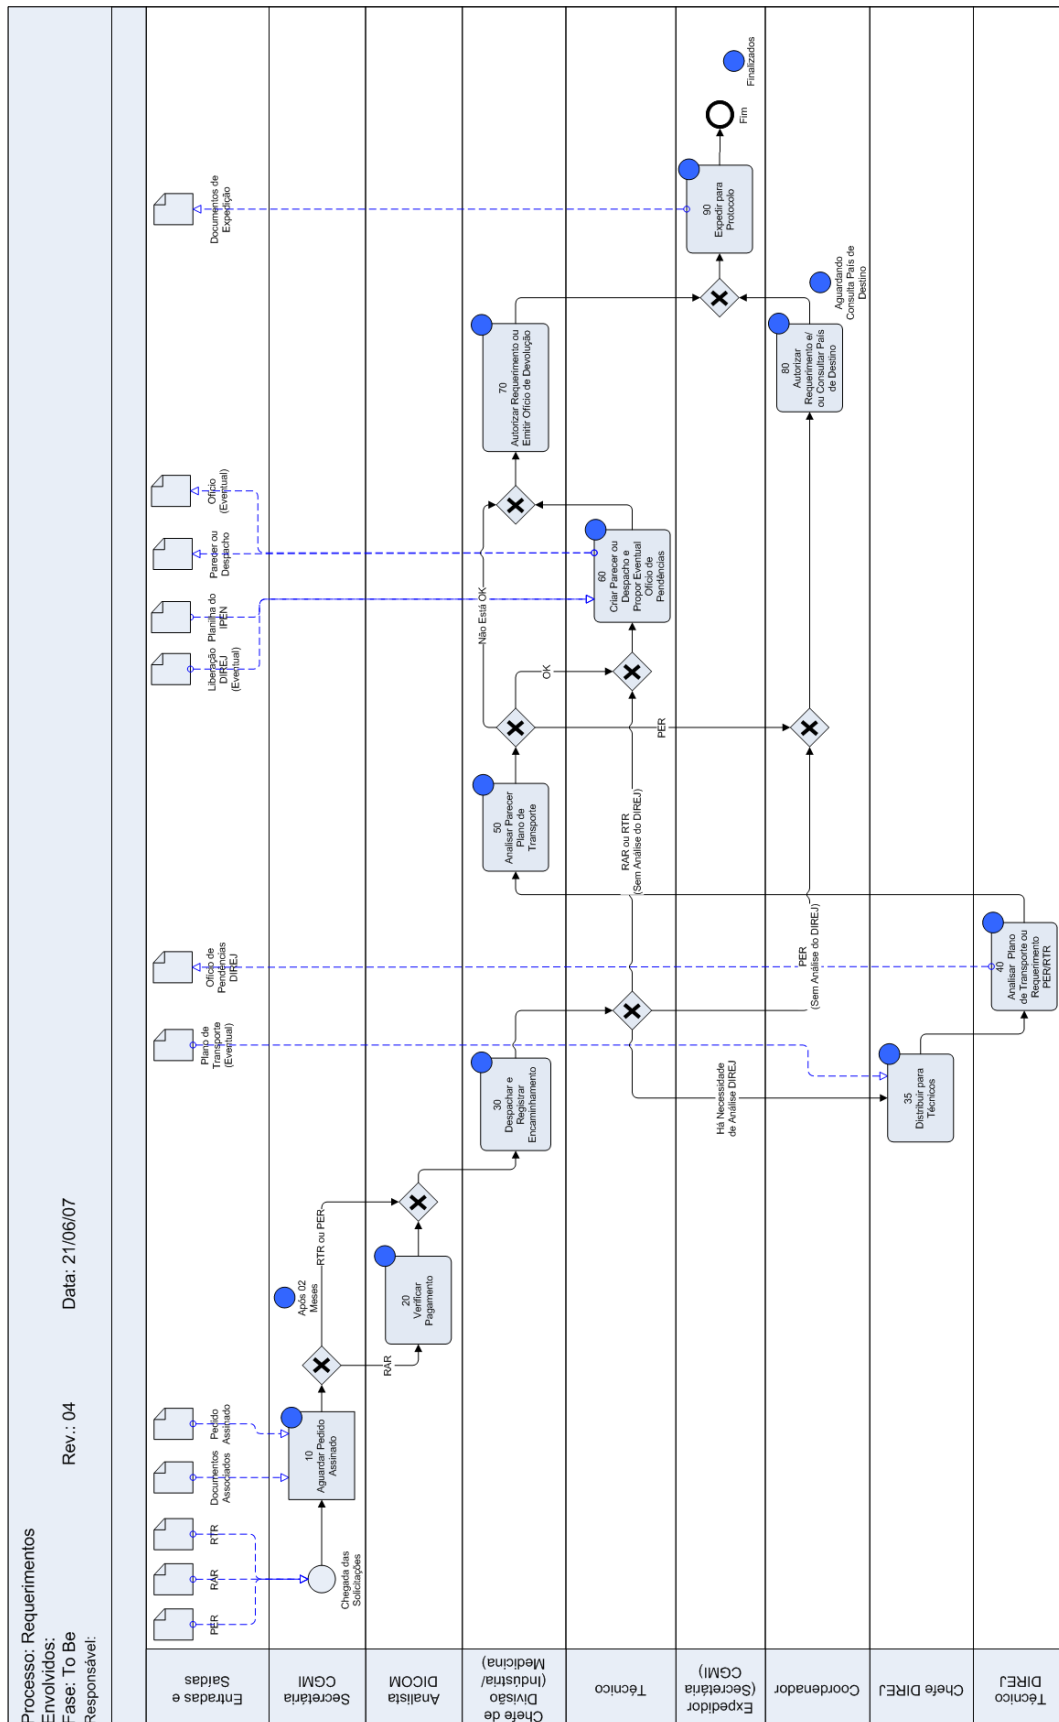 Processo: Requerimentos
Envolvidos:
Fase: To Be
Rev.: 04
Data: 21/06/07
Responsável:
Entradas e
Saídas
PER
RAR
RTR
Documentos
Associados
Pedido
Assinado
Plano de
Transporte
(Eventual)
Ofício de
Pendências
DIREJ
Liberação
DIREJ
(Eventual)
Planilha do
IPEN
Parecer ou
Despacho
Ofício
(Eventual)
Documentos de
Expedição
Secretária
CGMI
Chegada das
Solicitações
10
Aguardar Pedido
Assinado
Após 02
Meses
RTR ou PER
RAR
Analista
DICOM
20
Verificar
Pagamento
Chefe de
Divisão
(Indústria/
Medicina)
30
Despachar e
Registrar
Encaminhamento
50
Analisar Parecer
Plano de
Transporte
Não Está OK
OK
PER
70
Autorizar Requerimento ou
Emitir Ofício de Devolução
Técnico
RAR ou RTR
(Sem Análise do DIREJ)
60
Criar Parecer ou
Despacho e
Propor Eventual
Ofício de
Pendências
Expedidor
(Secretária
CGMI)
Há Necessidade
de Análise DIREJ
90
Expedir para
Protocolo
Fim
Finalizados
Coordenador
PER
(Sem Análise do DIREJ)
80
Autorizar
Requerimento e/
ou Consultar País
de Destino
Aguardando
Consulta País de
Destino
Chefe DIREJ
35
Distribuir para
Técnicos
Técnico
DIREJ
40
Analisar Plano
de Transporte ou
Requerimento
PER/RTR